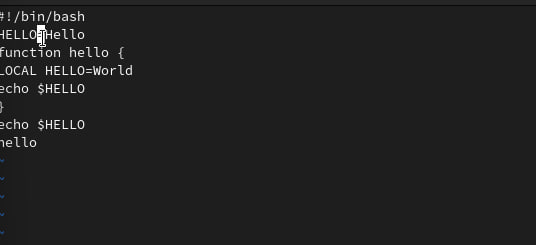 #!/bin/bash
HELLO=Hello
function hello {
LOCAL HELLO=World
echo $HELLO
}
echo $HELLO
hello
~
~
~
~
~